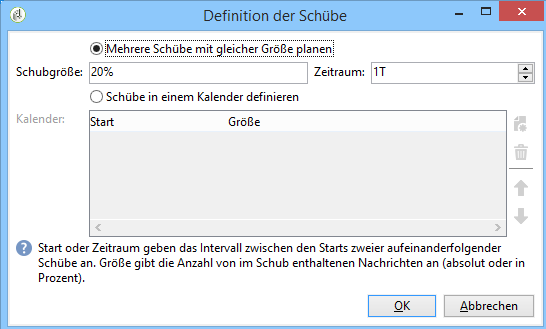 Definition der Schübe
Mehrere Schübe mit gleicher Größe planen
Schubgröße: 20% Zeitraum: 1T
Schübe in einem Kalender definieren
Kalender: Start Größe
Start oder Zeitraum geben das Intervall zwischen den Starts zweier aufeinanderfolgender
Schübe an. Größe gibt die Anzahl von im Schub enthaltenen Nachrichten an (absolut oder in
Prozent).
OK Abbrechen